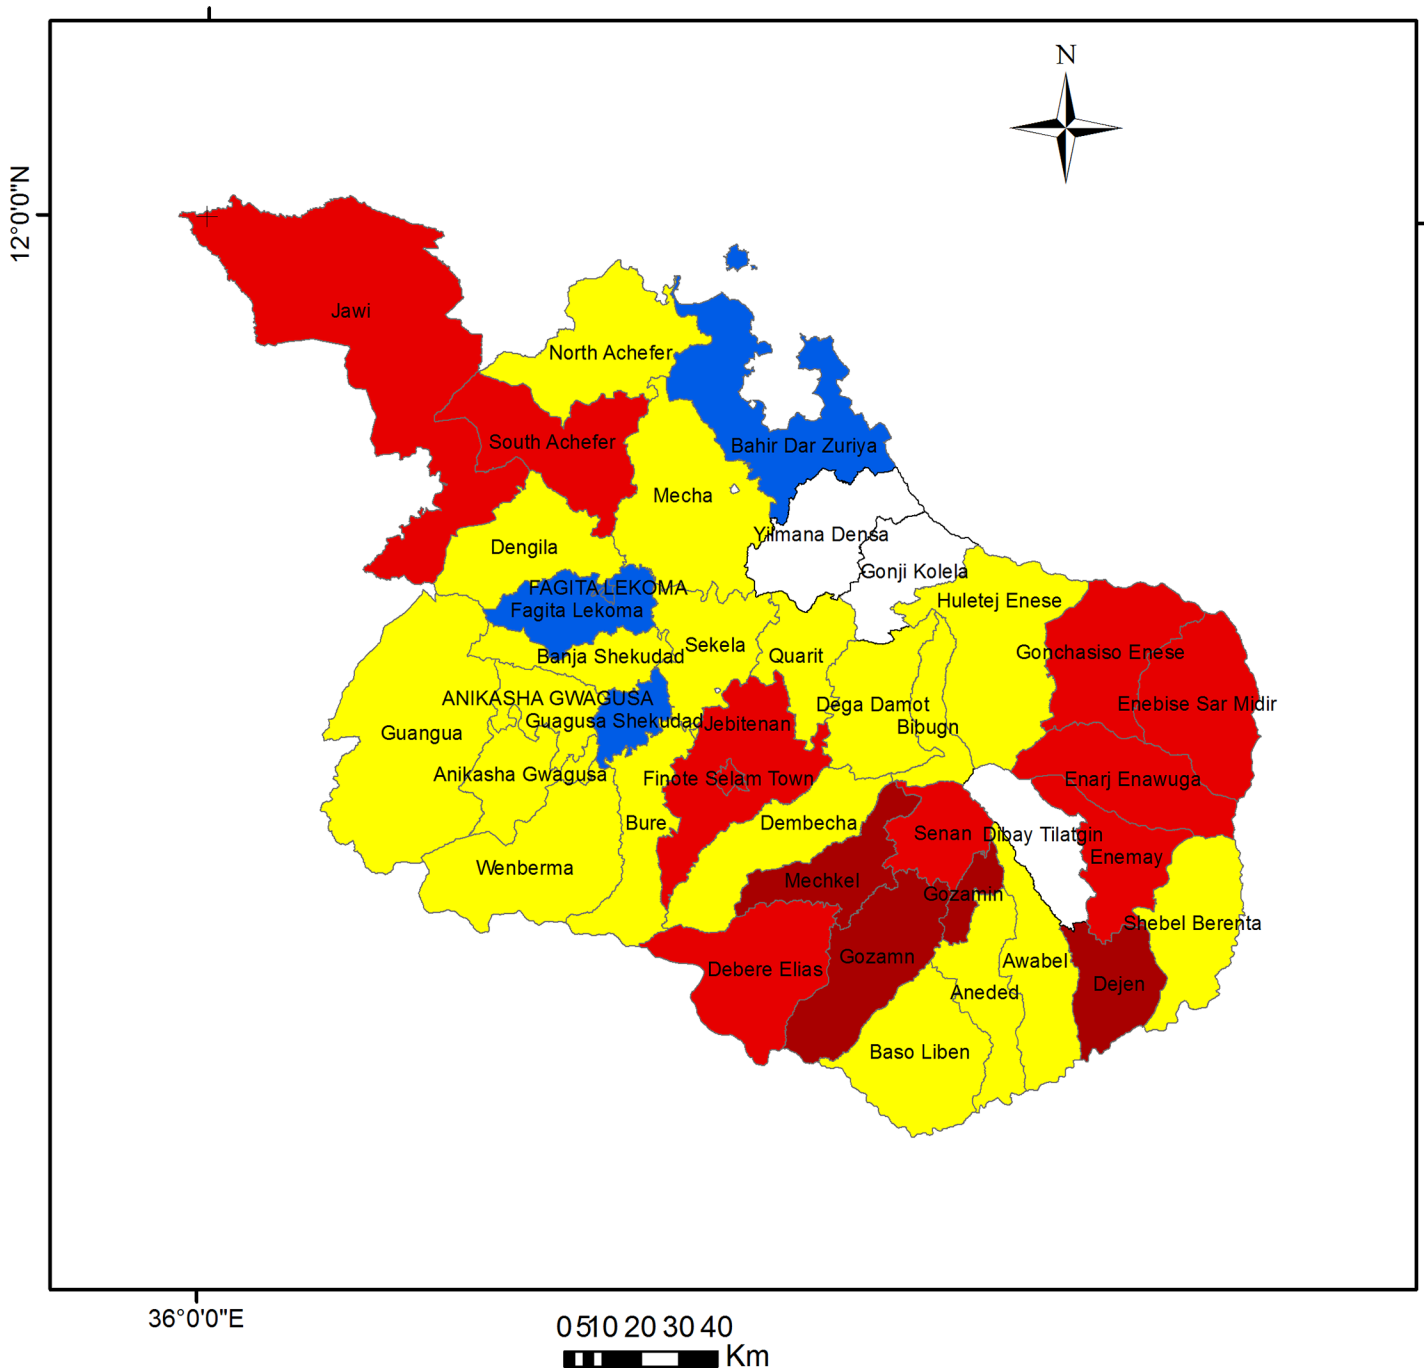 N
12°0'0"N
Jawi
North Achefer
South Achefer
Bahir Dar Zuriya
Mecha
Yilmana Densa
Dengila
Gonji Kolela
FAGITA LEKOMA
Huletej Enese
Fagita Lekoma
Sekela
Banja Shekudad
Quarit
Gonchasiso Enese
ANIKASHA GWAGUSA
Dega Damot
Enebise Sar Midir
Guagusa Shekudad
Jebitenan
Bibugn
Guangua
Anikasha Gwagusa
Finote Selam Town
Enarj Enawuga
Bure
Dembecha
Senan
Dibay Tilatgin
Enemay
Wenberma
Mechkel
Gozamin
Shebel Berenta
Gozamn
Awabel
Debere Elias
Dejen
Aneded
Baso Liben
36°0'0"E
0 510 20 30 40
Km